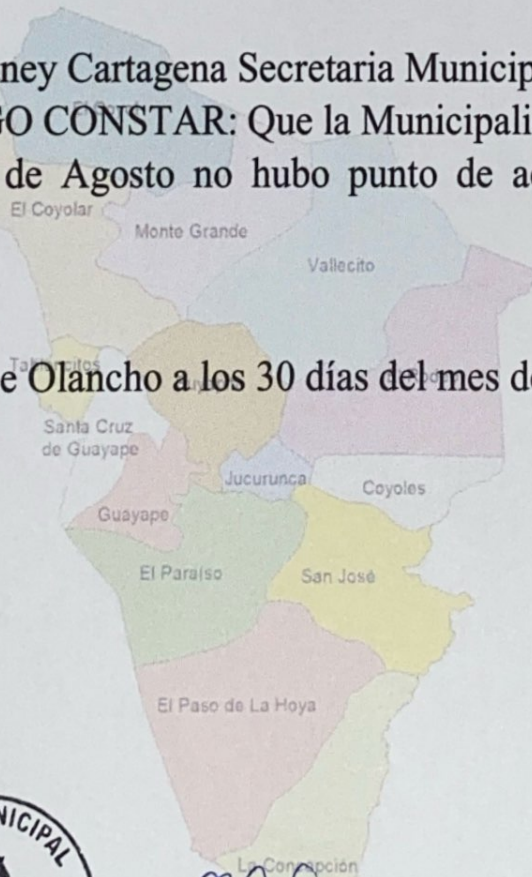 ney Cartagena Secretaria Municip
GO CONSTAR: Que la Municipali
de Agosto no hubo punto de a
El Coyolar
Monte Grande
Vallecito
e Olancho a los 30 días del mes d
Santa Cruz
de Guayape
Jucurunca
Coyoles
Guayape
El Paraíso
San José
El Paso de La Hoya
NICIPAL
La Concepción